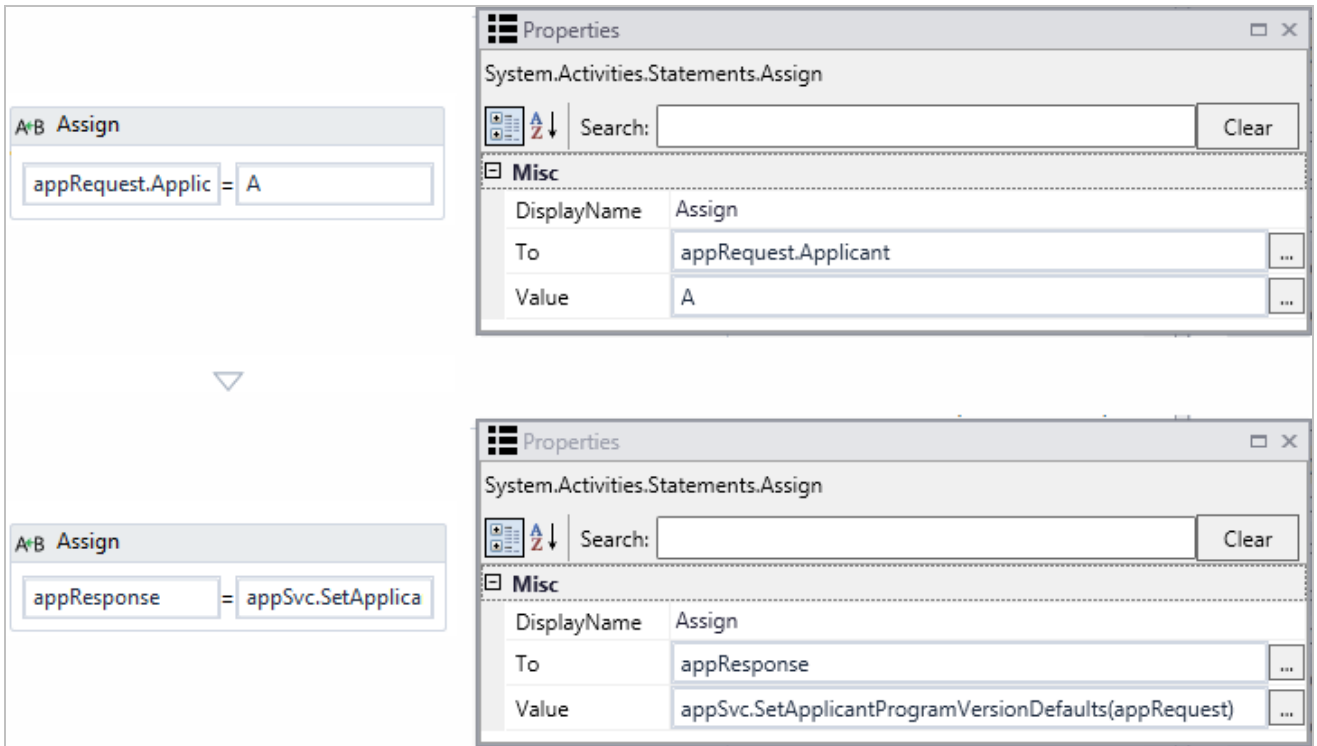 Properties
System.Activities.Statements.Assign
A+B Assign
A Z Search: Clear
appRequest.Applic = A
Misc
DisplayName Assign
To appRequest.Applicant ...
Value A ...
Properties
System.Activities.Statements.Assign
A+B Assign
A Z Search: Clear
appResponse = appSvc.SetApplica
Misc
DisplayName Assign
To appResponse ...
Value appSvc.SetApplicantProgramVersionDefaults(appRequest) ...